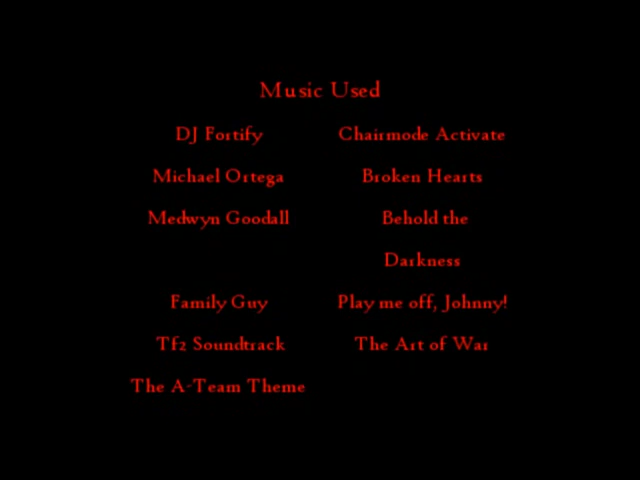 Music Used
DJ Fortify Chairmode Activate
Michael Ortega Broken Hearts
Medwyn Goodall Behold the
Darkness
Family Guy Play me off, Johnny!
Tf2 Soundtrack The Art of War
The A-Team Theme